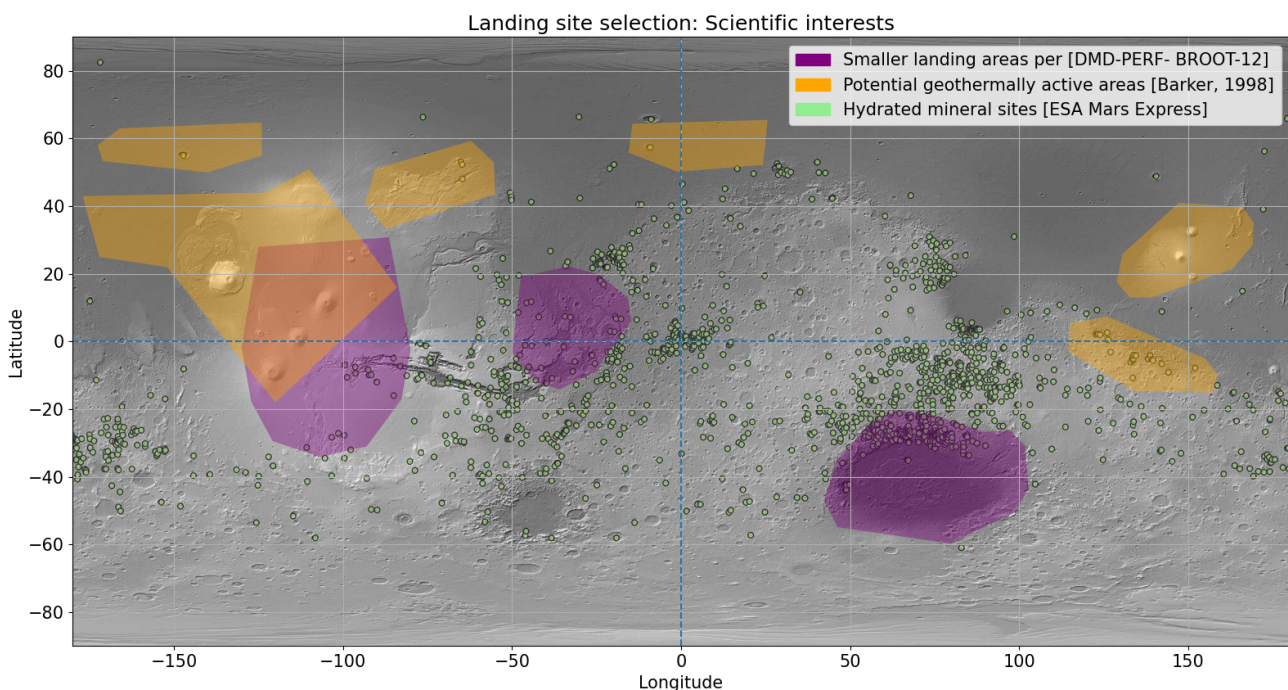 Landing site selection: Scientific interests
Smaller landing areas per [DMD-PERF- BROOT-12]
Potential geothermally active areas [Barker, 1998]
Hydrated mineral sites [ESA Mars Express]
80
60
40
20
0
−20
−40
−60
−80
Latitude
−150
−100
−50
0
50
100
150
Longitude